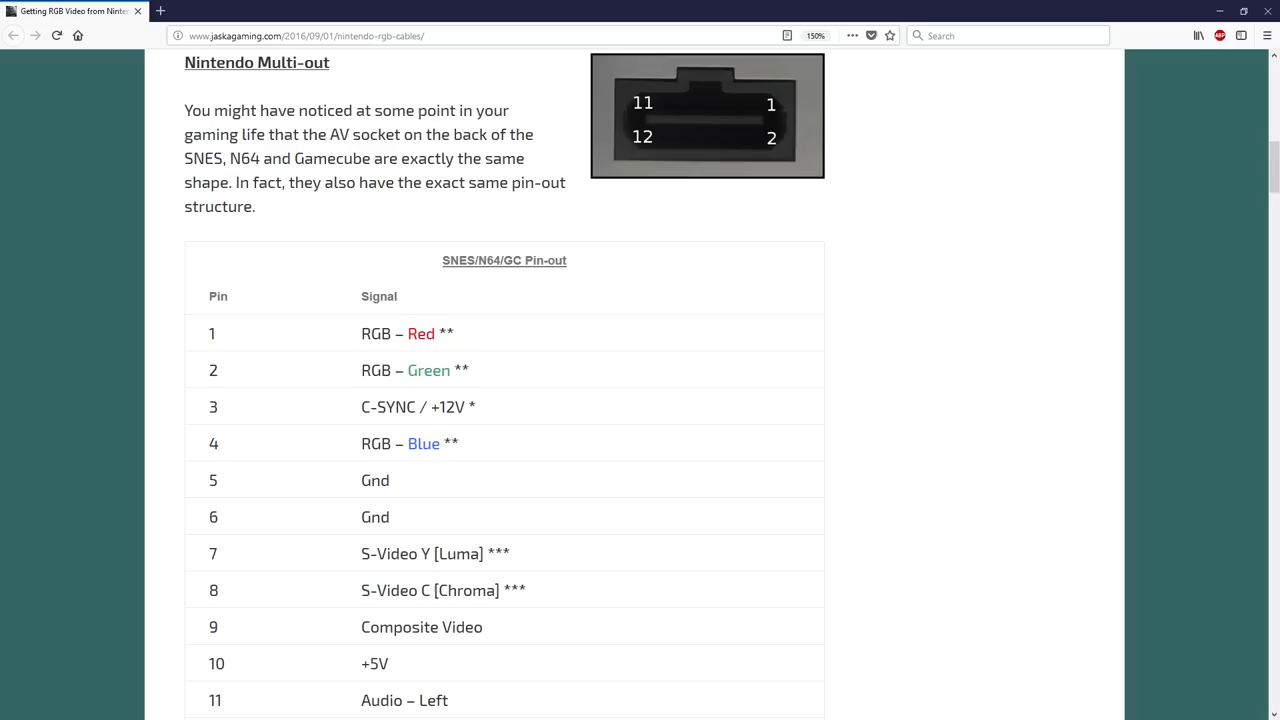 Getting RGB Video from Ninten
www.jaskagaming.com/2016/09/01/nintendo-rgb-cables/
150%
Search
ABP
Nintendo Multi-out
You might have noticed at some point in your
gaming life that the AV socket on the back of the
SNES, N64 and Gamecube are exactly the same
shape. In fact, they also have the exact same pin-out
structure.
11 1
12 2
SNES/N64/GC Pin-out
Pin Signal
1 RGB – Red **
2 RGB – Green **
3 C-SYNC / +12V *
4 RGB – Blue **
5 Gnd
6 Gnd
7 S-Video Y [Luma] ***
8 S-Video C [Chroma] ***
9 Composite Video
10 +5V
11 Audio – Left